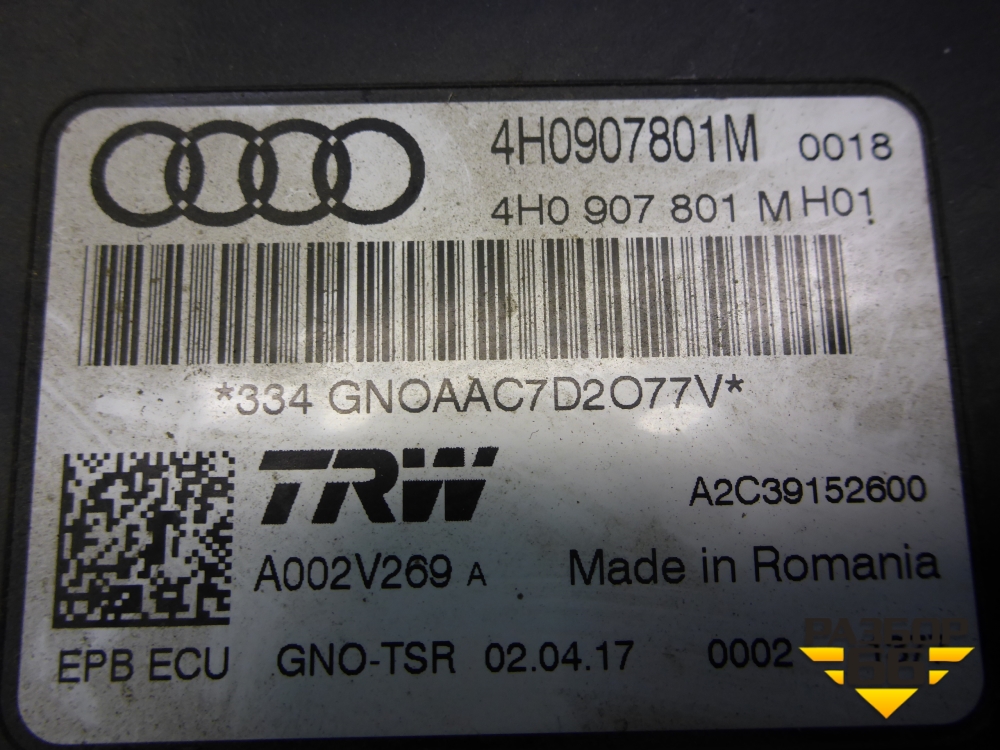 4H0907801M 0018
4H0 907 801 M H01
*334 GNOAAC7D2O77V*
TRW
A2C39152600
A002V269 A
Made in Romania
EPB ECU
GNO-TSR 02.04.17 0002
РАЗБОР